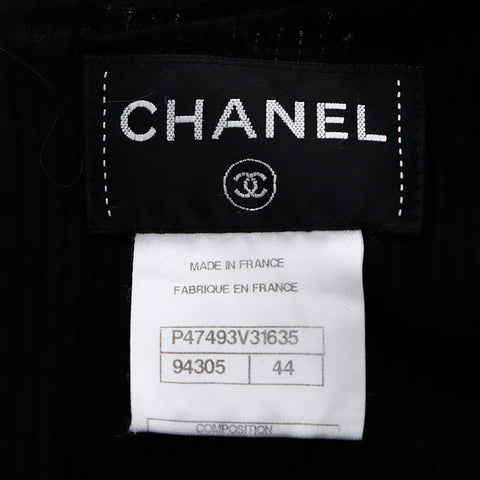 CHANEL
MADE IN FRANCE
FABRIQUE EN FRANCE
P47493V31635
94305 44
COMPOSITION